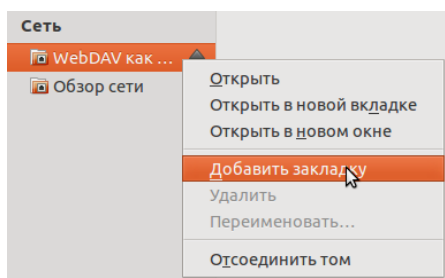 Сеть
WebDAV как ...
Обзор сети
Открыть
Открыть в новой вкладке
Открыть в новом окне
Добавить закладку
Удалить
Переименовать...
Отсоединить том